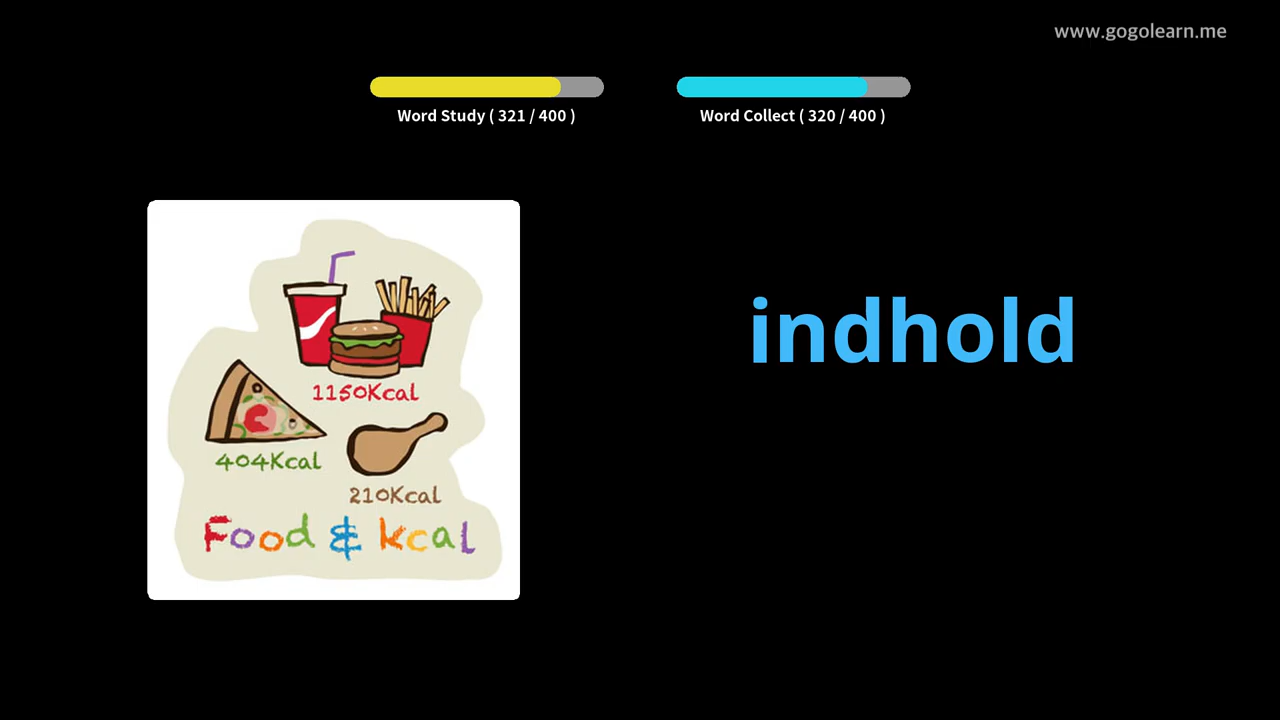 www.gogolearn.me
Word Study ( 321 / 400 )
Word Collect ( 320 / 400 )
indhold
1150Kcal
404Kcal
210Kcal
Food & kcal